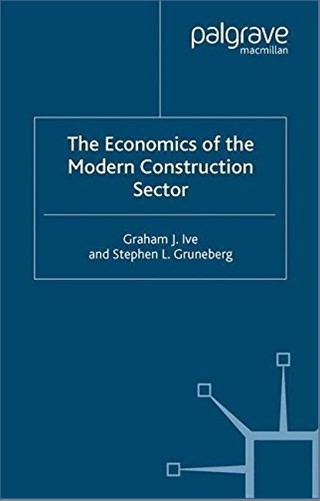 palgrave
macmillan
The Economics of the
Modern Construction
Sector
Graham J. Ive
and Stephen L. Gruneberg